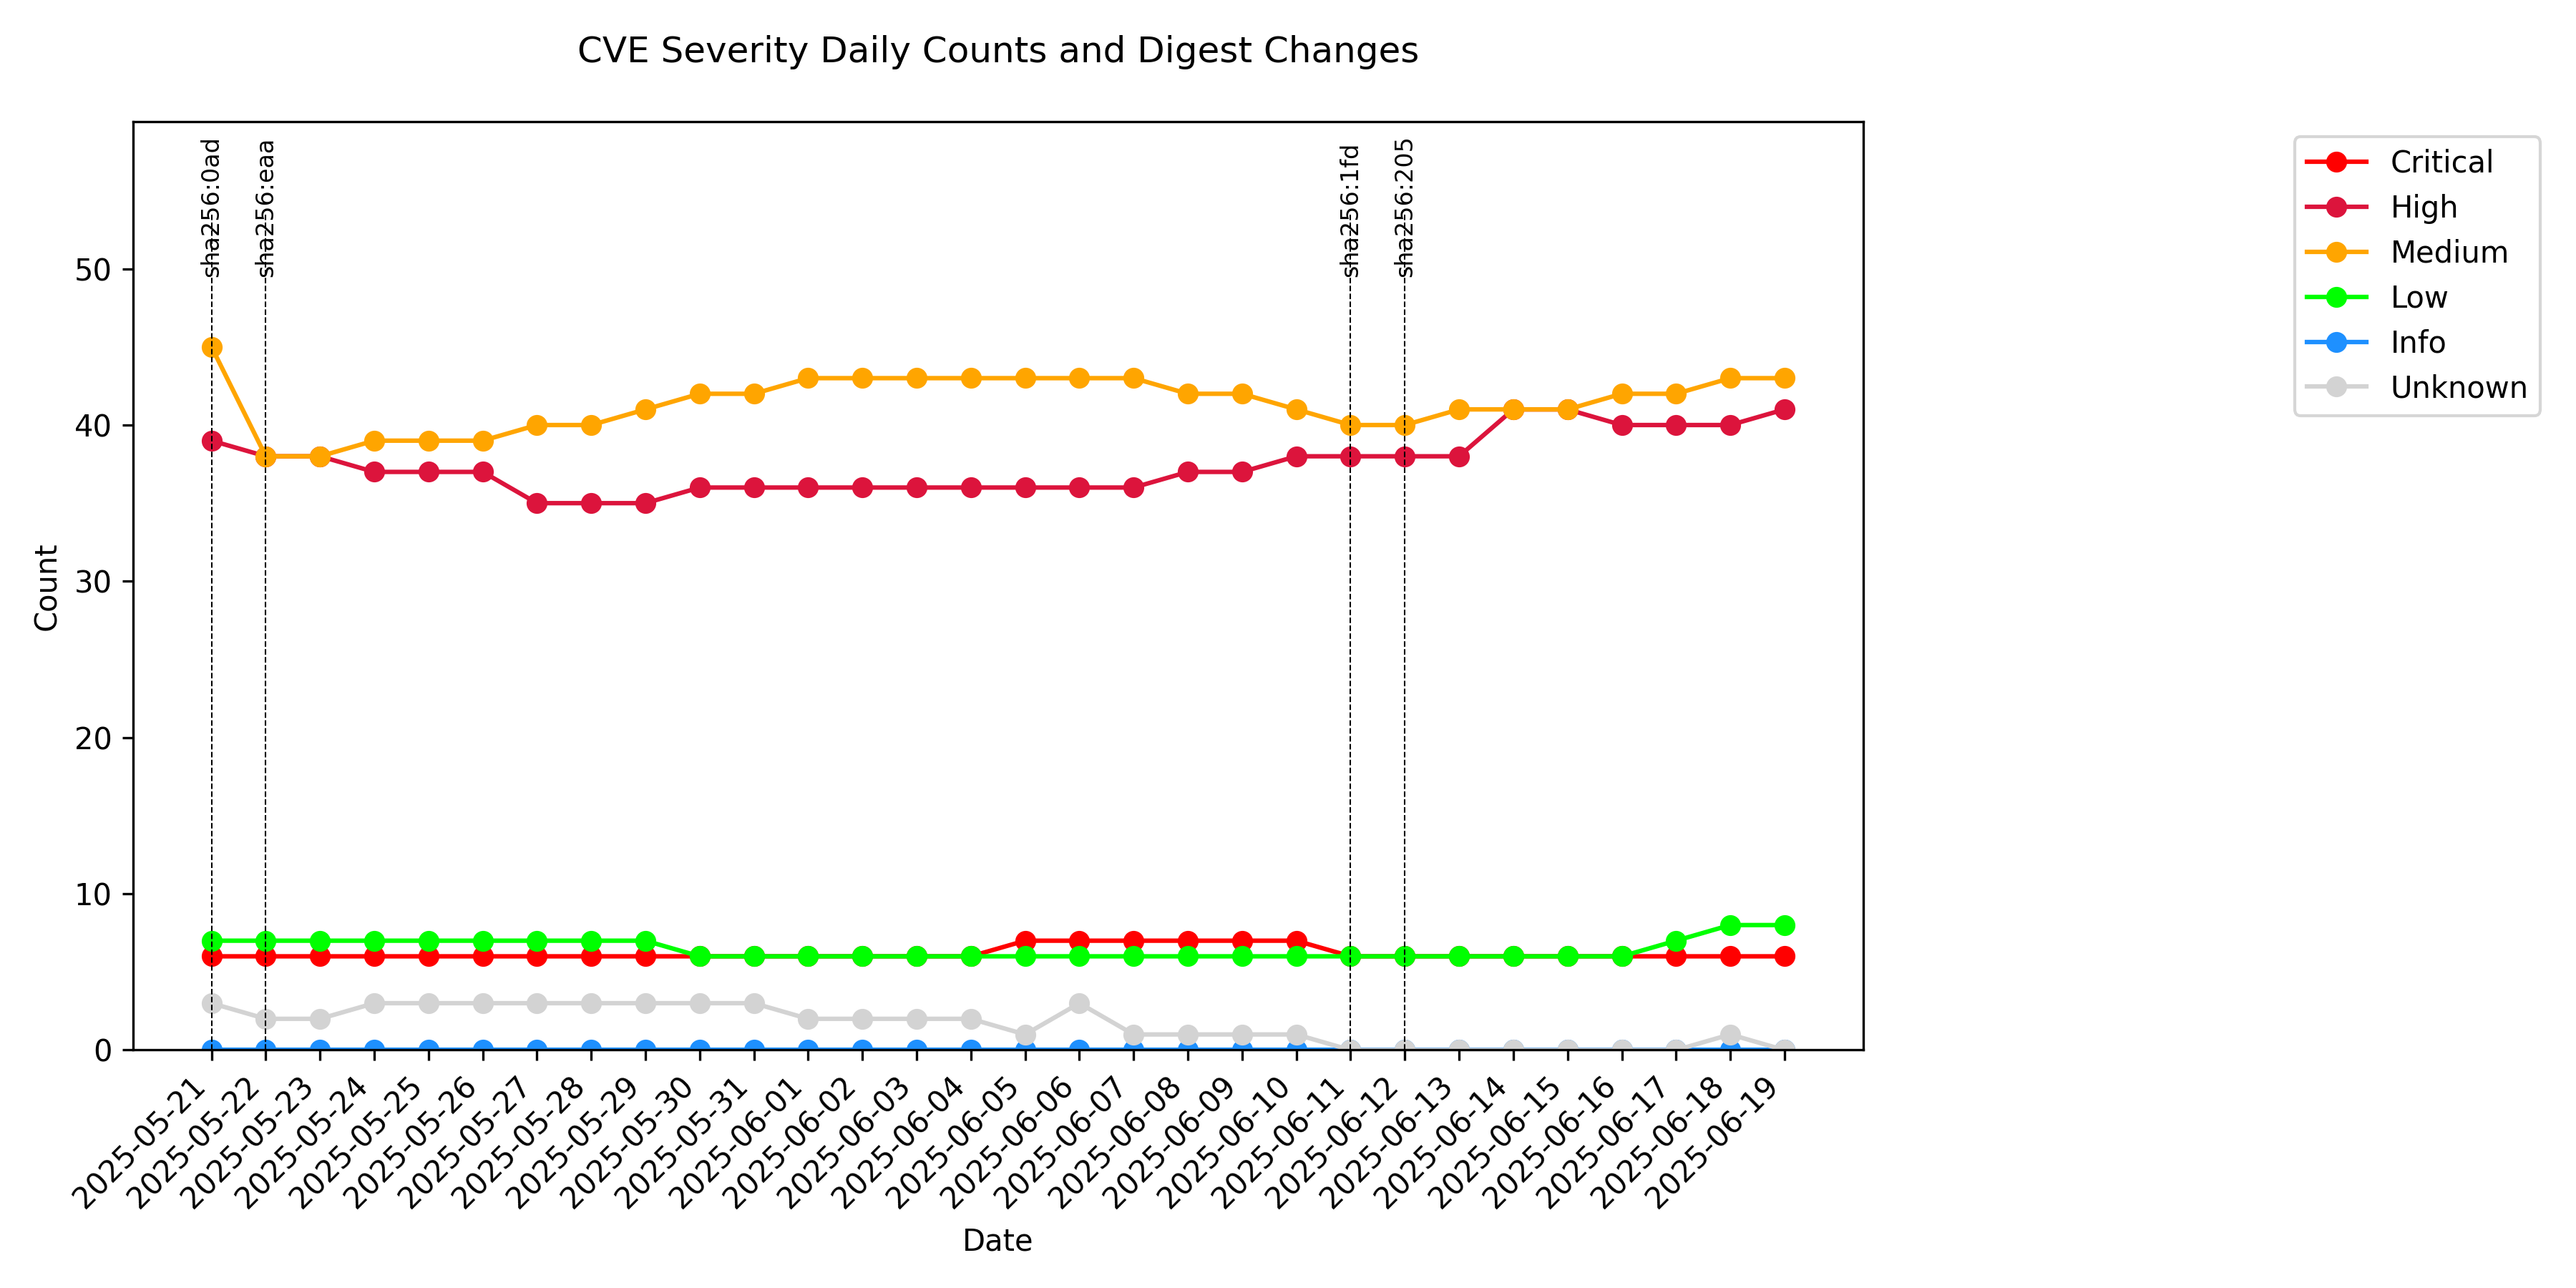 CVE Severity Daily Counts and Digest Changes
sha256:0ad
sha256:eaa
sha256:1fd
sha256:205
Critical
High
Medium
Low
Info
Unknown
Count
50
40
30
20
10
0
2025-05-21
2025-05-22
2025-05-23
2025-05-24
2025-05-25
2025-05-26
2025-05-27
2025-05-28
2025-05-29
2025-05-30
2025-05-31
2025-06-01
2025-06-02
2025-06-03
2025-06-04
2025-06-05
2025-06-06
2025-06-07
2025-06-08
2025-06-09
2025-06-10
2025-06-11
2025-06-12
2025-06-13
2025-06-14
2025-06-15
2025-06-16
2025-06-17
2025-06-18
2025-06-19
Date